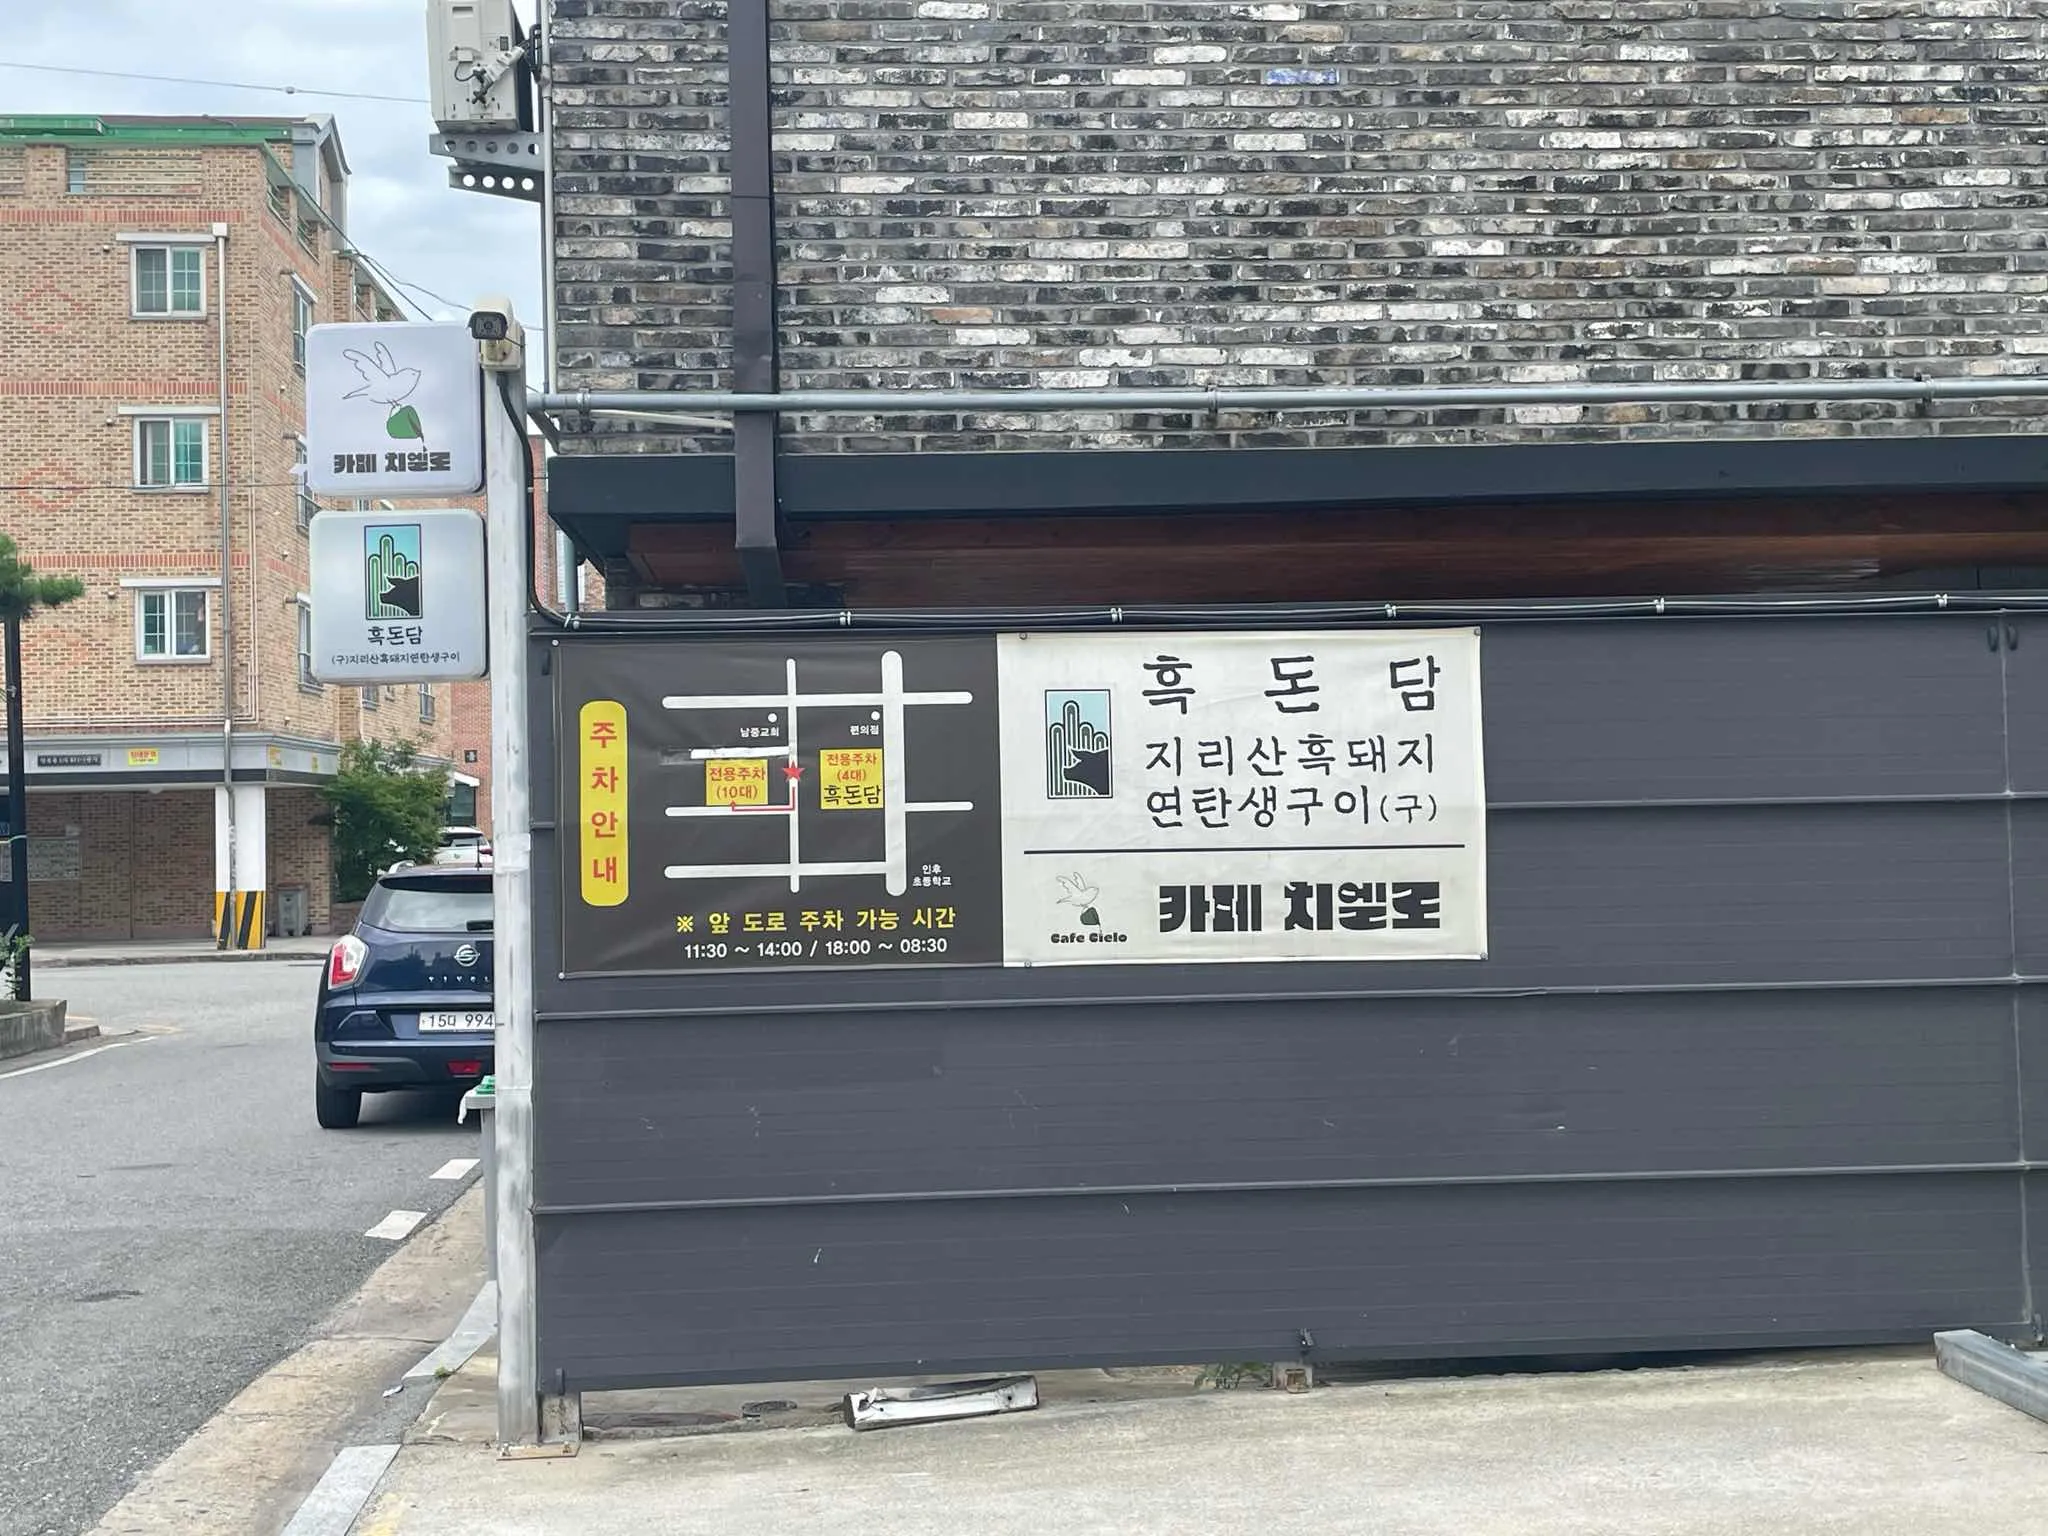 카페 치엘로
흑돈담
(구)지리산흑돼지연탄생구이
주차안내
남중교회
편의점
전용주차
(10대)
전용주차
(4대)
흑돈담
인후
초등학교
※ 앞 도로 주차 가능 시간
11:30 ~ 14:00 / 18:00 ~ 08:30
흑돈담
지리산흑돼지
연탄생구이(구)
Cafe Cielo
카페 치엘로
15다 994